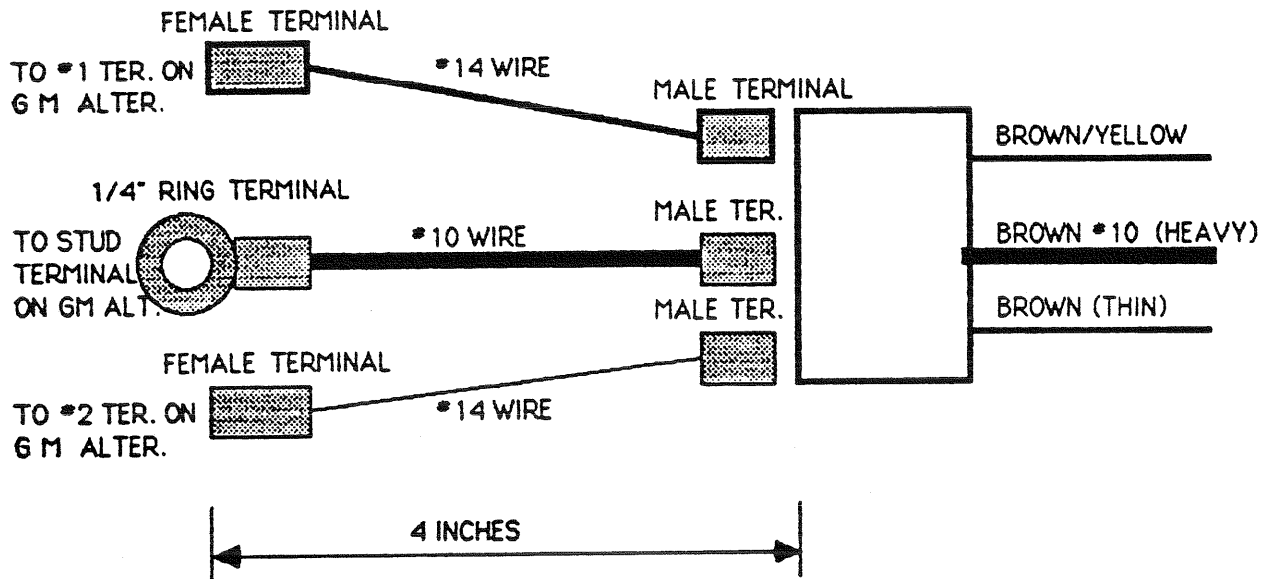 FEMALE TERMINAL
TO #1 TER. ON
G M ALTER.
#14 WIRE
MALE TERMINAL
BROWN/YELLOW
1/4" RING TERMINAL
TO STUD
TERMINAL
ON GM ALT.
#10 WIRE
MALE TER.
BROWN #10 (HEAVY)
MALE TER.
BROWN (THIN)
FEMALE TERMINAL
TO #2 TER. ON
G M ALTER.
#14 WIRE
4 INCHES